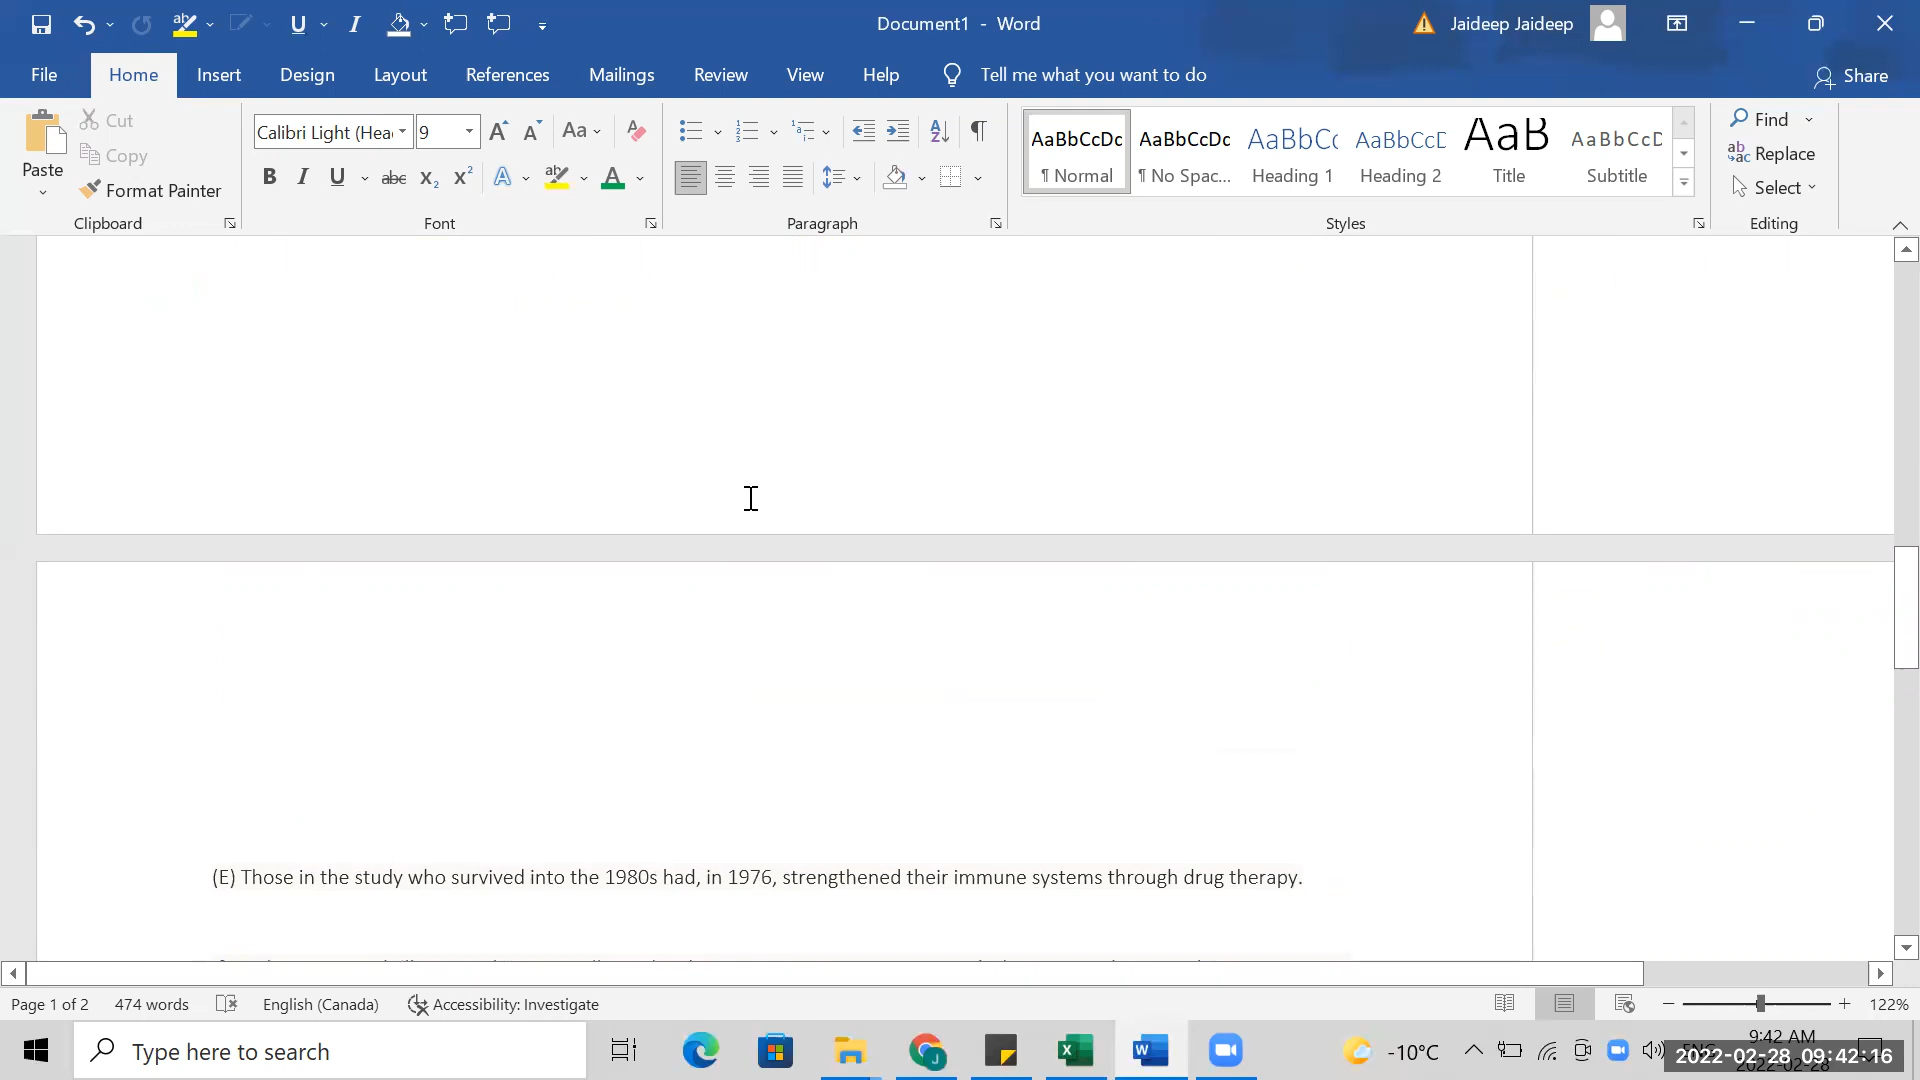 Document1 - Word
Jaideep Jaideep
File
Home
Insert
Design
Layout
References
Mailings
Review
View
Help
Tell me what you want to do
Share
Paste
Cut
Copy
Format Painter
Clipboard
Calibri Light (Hea
9
Aa
B I U abc X₂ X² A
Font
Paragraph
AaBbCcDc
¶ Normal
AaBbCcDc
¶ No Spac...
AaBbCc
Heading 1
AaBbCcD
Heading 2
AaB
Title
AaBbCcD
Subtitle
Styles
Find
Replace
Select
Editing
(E) Those in the study who survived into the 1980s had, in 1976, strengthened their immune systems through drug therapy.
Page 1 of 2
474 words
English (Canada)
Accessibility: Investigate
122%
Type here to search
-10°C
9:42 AM
2022-02-28 09:42:16
2022-02-28